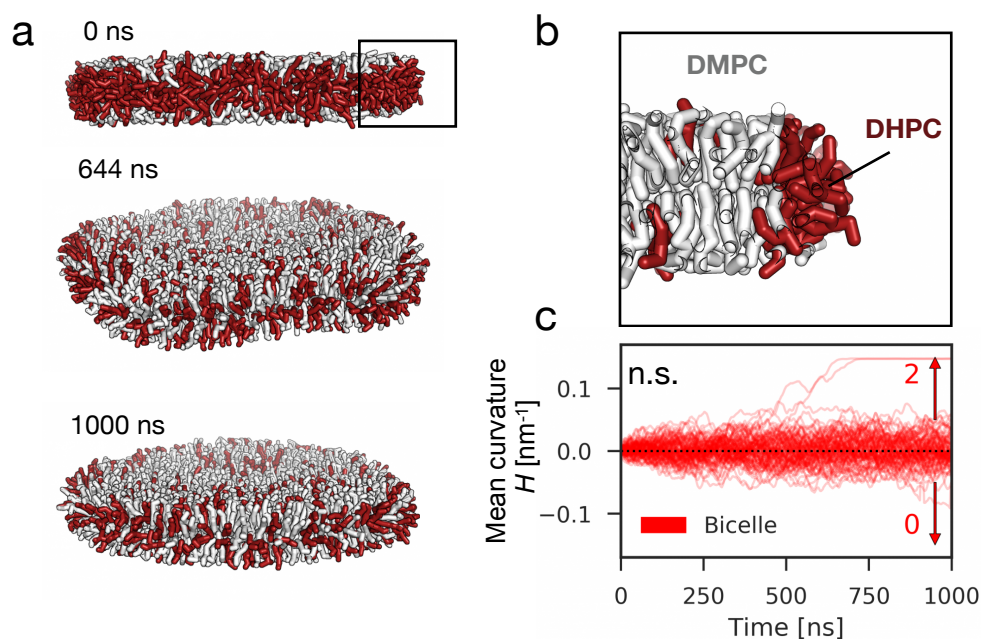 a
0 ns
644 ns
1000 ns
b
DMPC
DHPC
c
n.s.
2
0
Bicelle
Mean curvature
H [nm-1]
0.1
0.0
−0.1
0 250 500 750 1000
Time [ns]